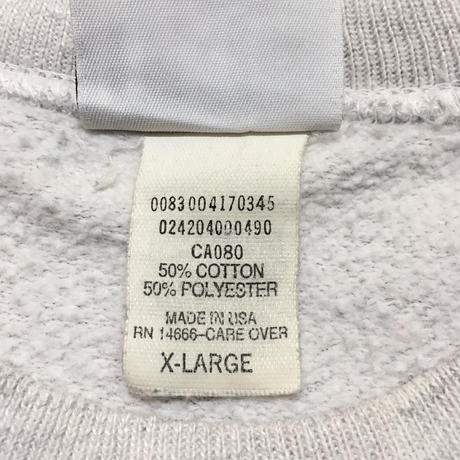 0083004170345
024204000490
CA080
50% COTTON
50% POLYESTER
MADE IN USA
RN 14666-CARE OVER
X-LARGE